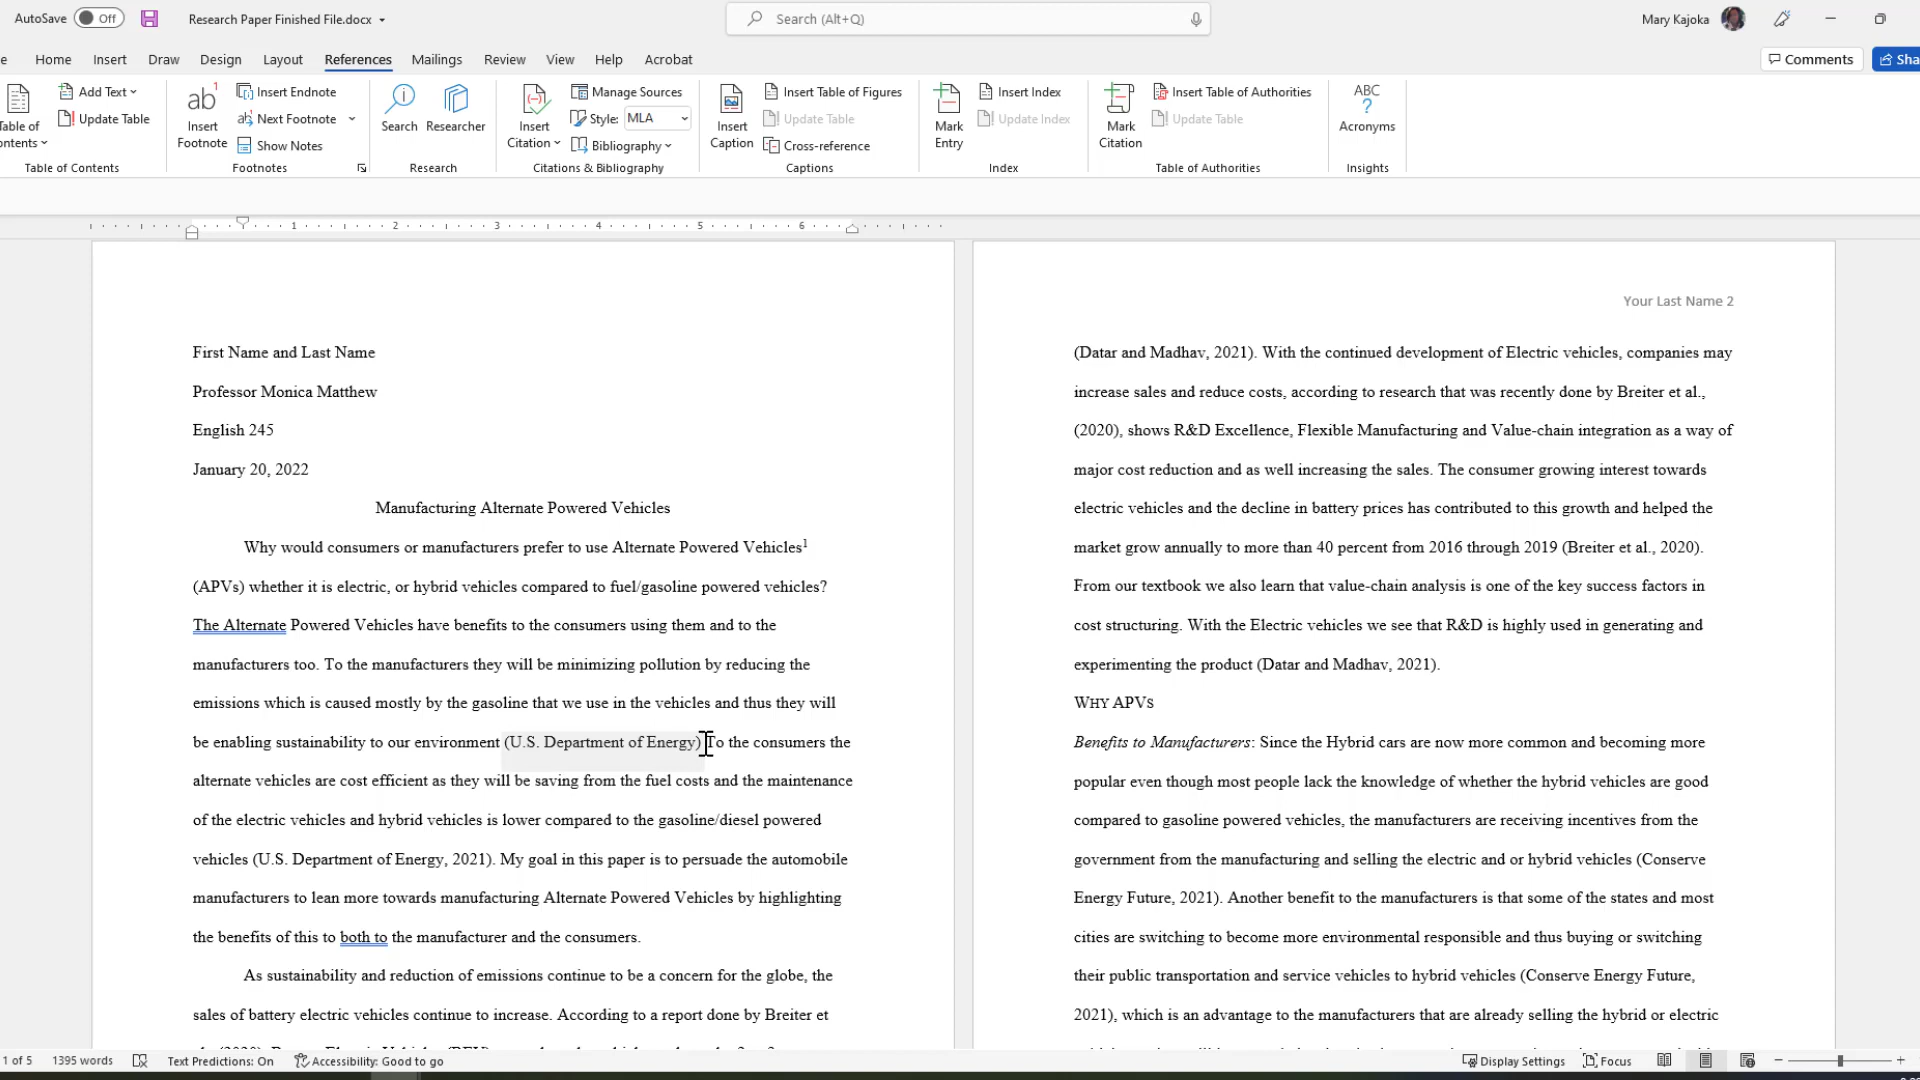 AutoSave Off Research Paper Finished File.docx Search (Alt+Q) Mary Kajoka
Home Insert Draw Design Layout References Mailings Review View Help Acrobat Comments
Add Text Insert Endnote Manage Sources Insert Table of Figures Insert Index Insert Table of Authorities
Update Table Next Footnote Style: MLA Update Table Update Index Update Table
Show Notes Bibliography Cross-reference
Insert Footnote Search Researcher Insert Citation Insert Caption Mark Entry Mark Citation ABC Acronyms
Table of Contents Footnotes Research Citations & Bibliography Captions Index Table of Authorities Insights
1 2 3 4 5 6
First Name and Last Name
Professor Monica Matthew
English 245
January 20, 2022
Manufacturing Alternate Powered Vehicles
Why would consumers or manufacturers prefer to use Alternate Powered Vehicles1
(APVs) whether it is electric, or hybrid vehicles compared to fuel/gasoline powered vehicles?
The Alternate Powered Vehicles have benefits to the consumers using them and to the
manufacturers too. To the manufacturers they will be minimizing pollution by reducing the
emissions which is caused mostly by the gasoline that we use in the vehicles and thus they will
be enabling sustainability to our environment (U.S. Department of Energy) To the consumers the
alternate vehicles are cost efficient as they will be saving from the fuel costs and the maintenance
of the electric vehicles and hybrid vehicles is lower compared to the gasoline/diesel powered
vehicles (U.S. Department of Energy, 2021). My goal in this paper is to persuade the automobile
manufacturers to lean more towards manufacturing Alternate Powered Vehicles by highlighting
the benefits of this to both to the manufacturer and the consumers.
As sustainability and reduction of emissions continue to be a concern for the globe, the
sales of battery electric vehicles continue to increase. According to a report done by Breiter et
Your Last Name 2
(Datar and Madhav, 2021). With the continued development of Electric vehicles, companies may
increase sales and reduce costs, according to research that was recently done by Breiter et al.,
(2020), shows R&D Excellence, Flexible Manufacturing and Value-chain integration as a way of
major cost reduction and as well increasing the sales. The consumer growing interest towards
electric vehicles and the decline in battery prices has contributed to this growth and helped the
market grow annually to more than 40 percent from 2016 through 2019 (Breiter et al., 2020).
From our textbook we also learn that value-chain analysis is one of the key success factors in
cost structuring. With the Electric vehicles we see that R&D is highly used in generating and
experimenting the product (Datar and Madhav, 2021).
WHY APVS
Benefits to Manufacturers: Since the Hybrid cars are now more common and becoming more
popular even though most people lack the knowledge of whether the hybrid vehicles are good
compared to gasoline powered vehicles, the manufacturers are receiving incentives from the
government from the manufacturing and selling the electric and or hybrid vehicles (Conserve
Energy Future, 2021). Another benefit to the manufacturers is that some of the states and most
cities are switching to become more environmental responsible and thus buying or switching
their public transportation and service vehicles to hybrid vehicles (Conserve Energy Future,
2021), which is an advantage to the manufacturers that are already selling the hybrid or electric
1 of 5 1395 words Text Predictions: On Accessibility: Good to go Display Settings Focus